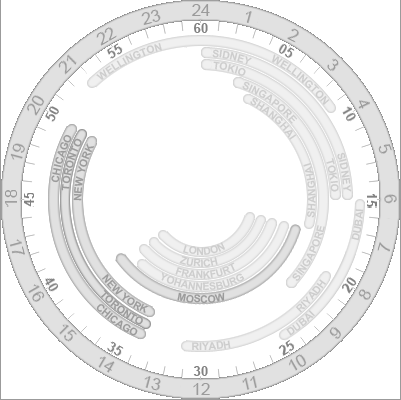 24
1
2
3
4
5
6
7
8
9
10
11
12
13
14
15
16
17
18
19
20
21
22
23
60
05
10
15
20
25
30
35
40
45
50
55
WELLINGTON
WELLINGTON
SIDNEY
SIDNEY
TOKIO
TOKIO
SINGAPORE
SINGAPORE
SHANGHAI
SHANGHAI
DUBAI
DUBAI
RIYADH
RIYADH
CHICAGO
CHICAGO
TORONTO
TORONTO
NEW YORK
NEW YORK
LONDON
ZURICH
FRANKFURT
YOHANNESBURG
MOSCOW